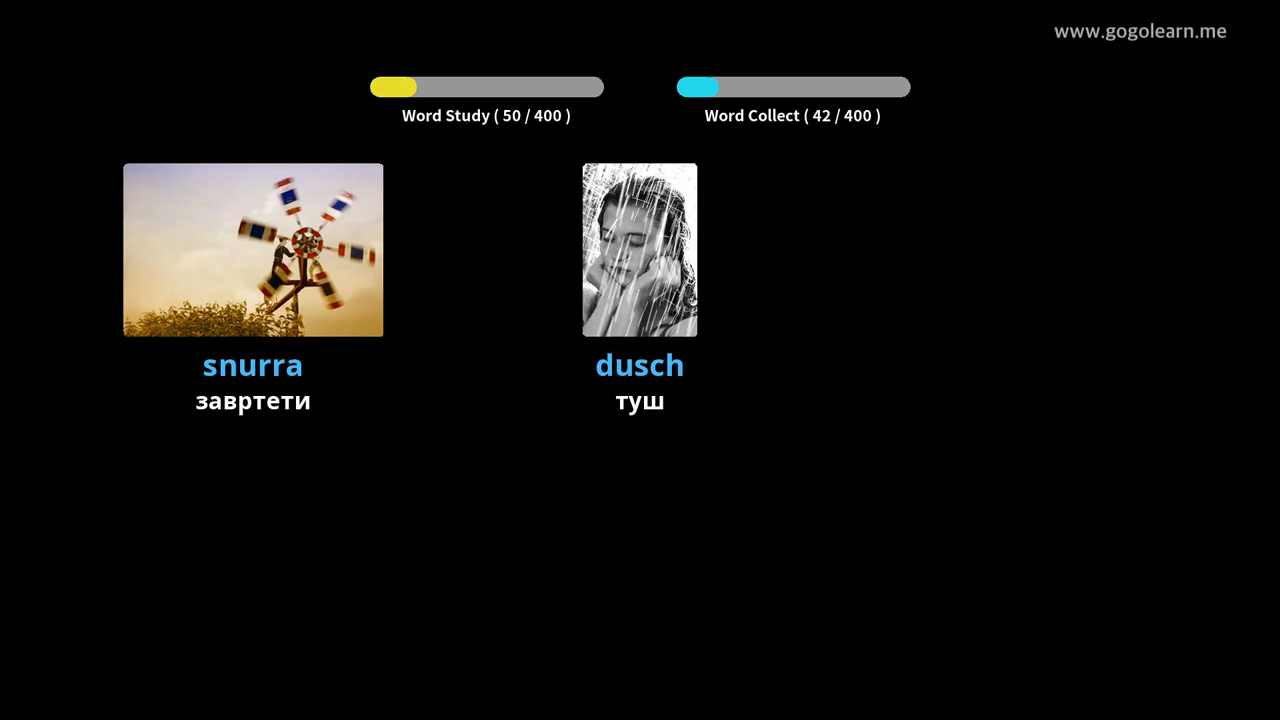 www.gogolearn.me
Word Study ( 50 / 400 )
Word Collect ( 42 / 400 )
snurra
завртети
dusch
туш